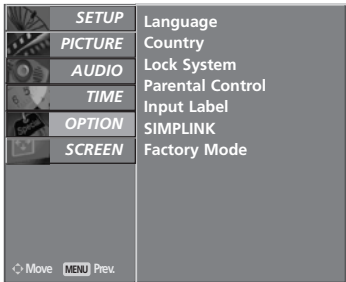 SETUP
PICTURE
AUDIO
TIME
OPTION
SCREEN
Language
Country
Lock System
Parental Control
Input Label
SIMPLINK
Factory Mode
Move MENU Prev.